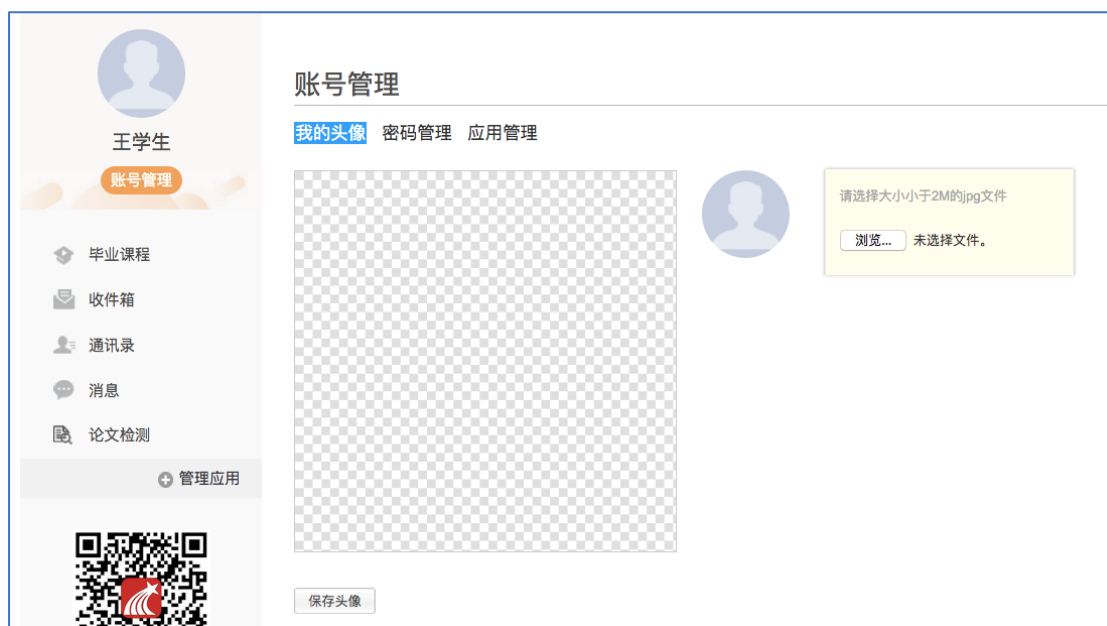 王学生
账号管理
毕业课程
收件箱
通讯录
消息
论文检测
管理应用
账号管理
我的头像 密码管理 应用管理
请选择大小小于2M的jpg文件
浏览... 未选择文件。
保存头像